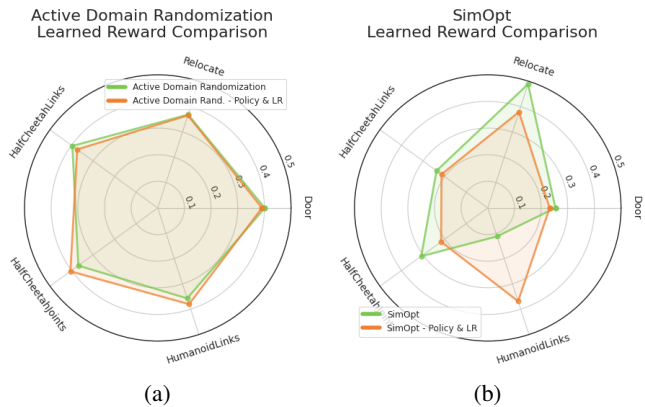 Active Domain Randomization
Learned Reward Comparison
Relocate
Active Domain Randomization
Active Domain Rand. - Policy & LR
HalfCheetahLinks
0.5
0.4
0.3
0.2
0.1
Door
HalfCheetahJoints
HumanoidLinks
(a)
SimOpt
Learned Reward Comparison
Relocate
HalfCheetahLinks
0.5
0.4
0.3
0.2
0.1
Door
SimOpt
SimOpt - Policy & LR
HumanoidLinks
(b)